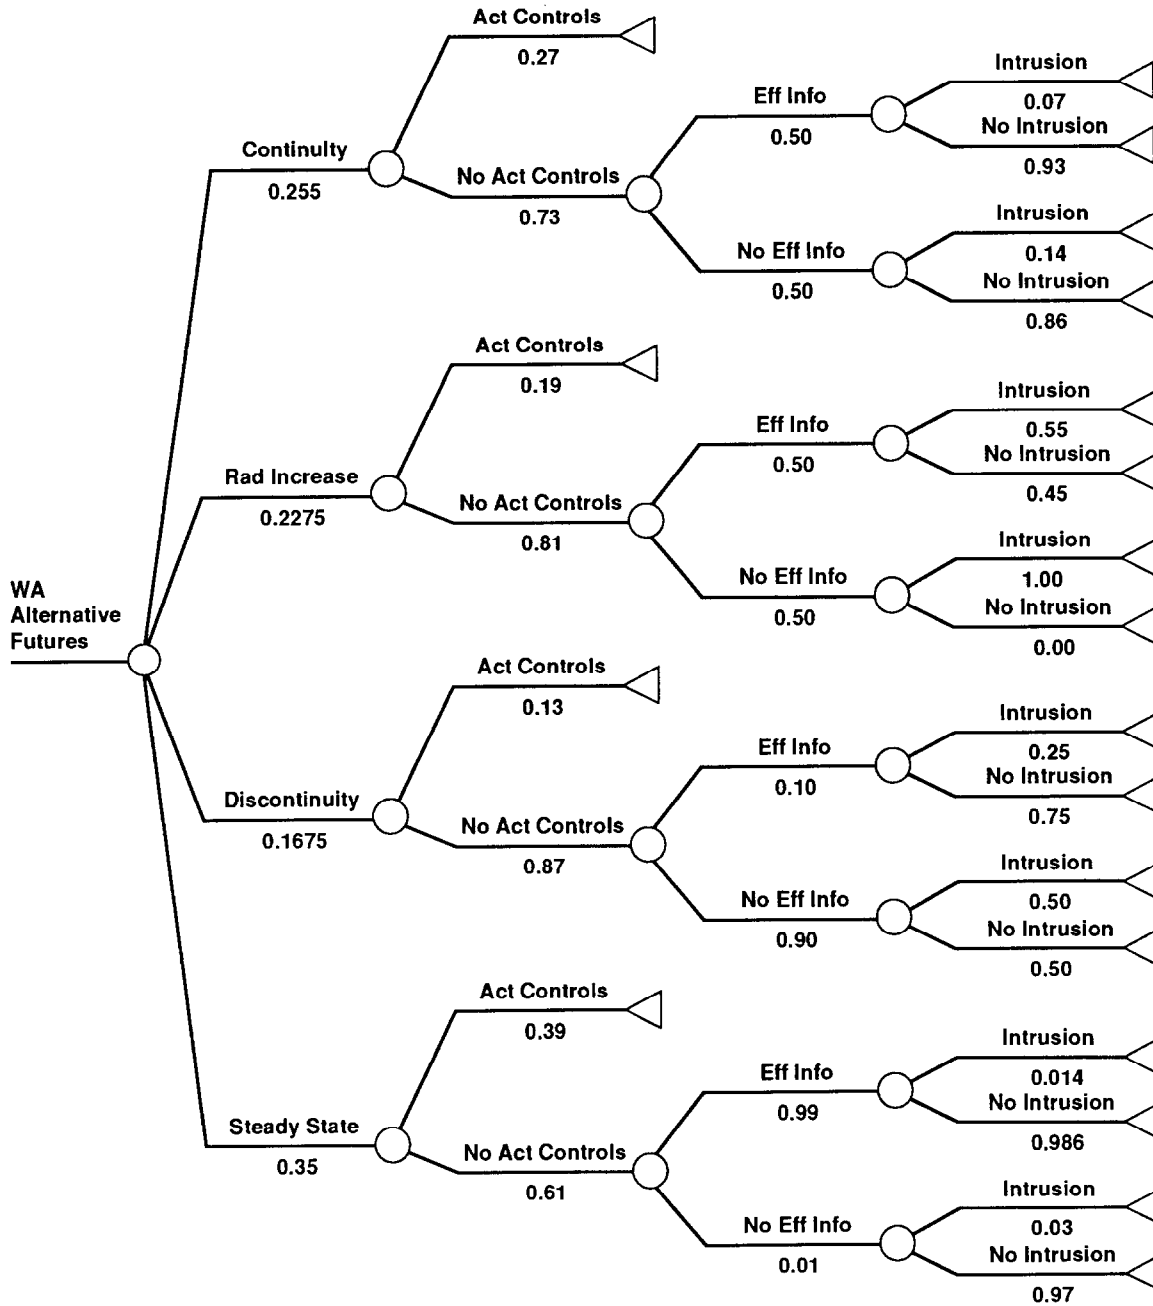 Act Controls
0.27
Intrusion
0.07
Eff Info
0.50
No Intrusion
0.93
Continuity
0.255
No Act Controls
0.73
Intrusion
0.14
No Eff Info
0.50
No Intrusion
0.86
Act Controls
0.19
Intrusion
0.55
Eff Info
0.50
No Intrusion
0.45
Rad Increase
0.2275
No Act Controls
0.81
Intrusion
1.00
No Eff Info
0.50
No Intrusion
0.00
WA
Alternative
Futures
Act Controls
0.13
Intrusion
0.25
Eff Info
0.10
No Intrusion
0.75
Discontinuity
0.1675
No Act Controls
0.87
Intrusion
0.50
No Eff Info
0.90
No Intrusion
0.50
Act Controls
0.39
Intrusion
0.014
Eff Info
0.99
No Intrusion
0.986
Steady State
0.35
No Act Controls
0.61
Intrusion
0.03
No Eff Info
0.01
No Intrusion
0.97